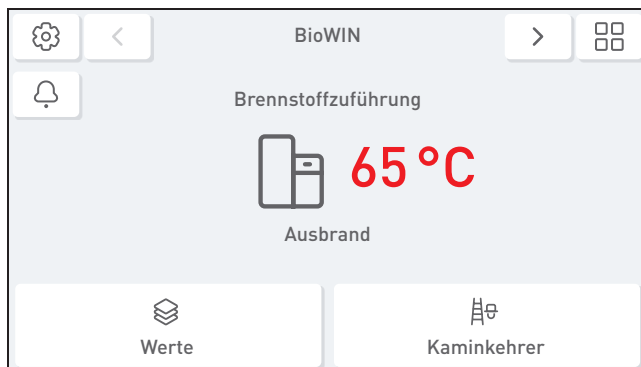 BioWIN
Brennstoffzuführung
65 °C
Ausbrand
Werte
Kaminkehrer